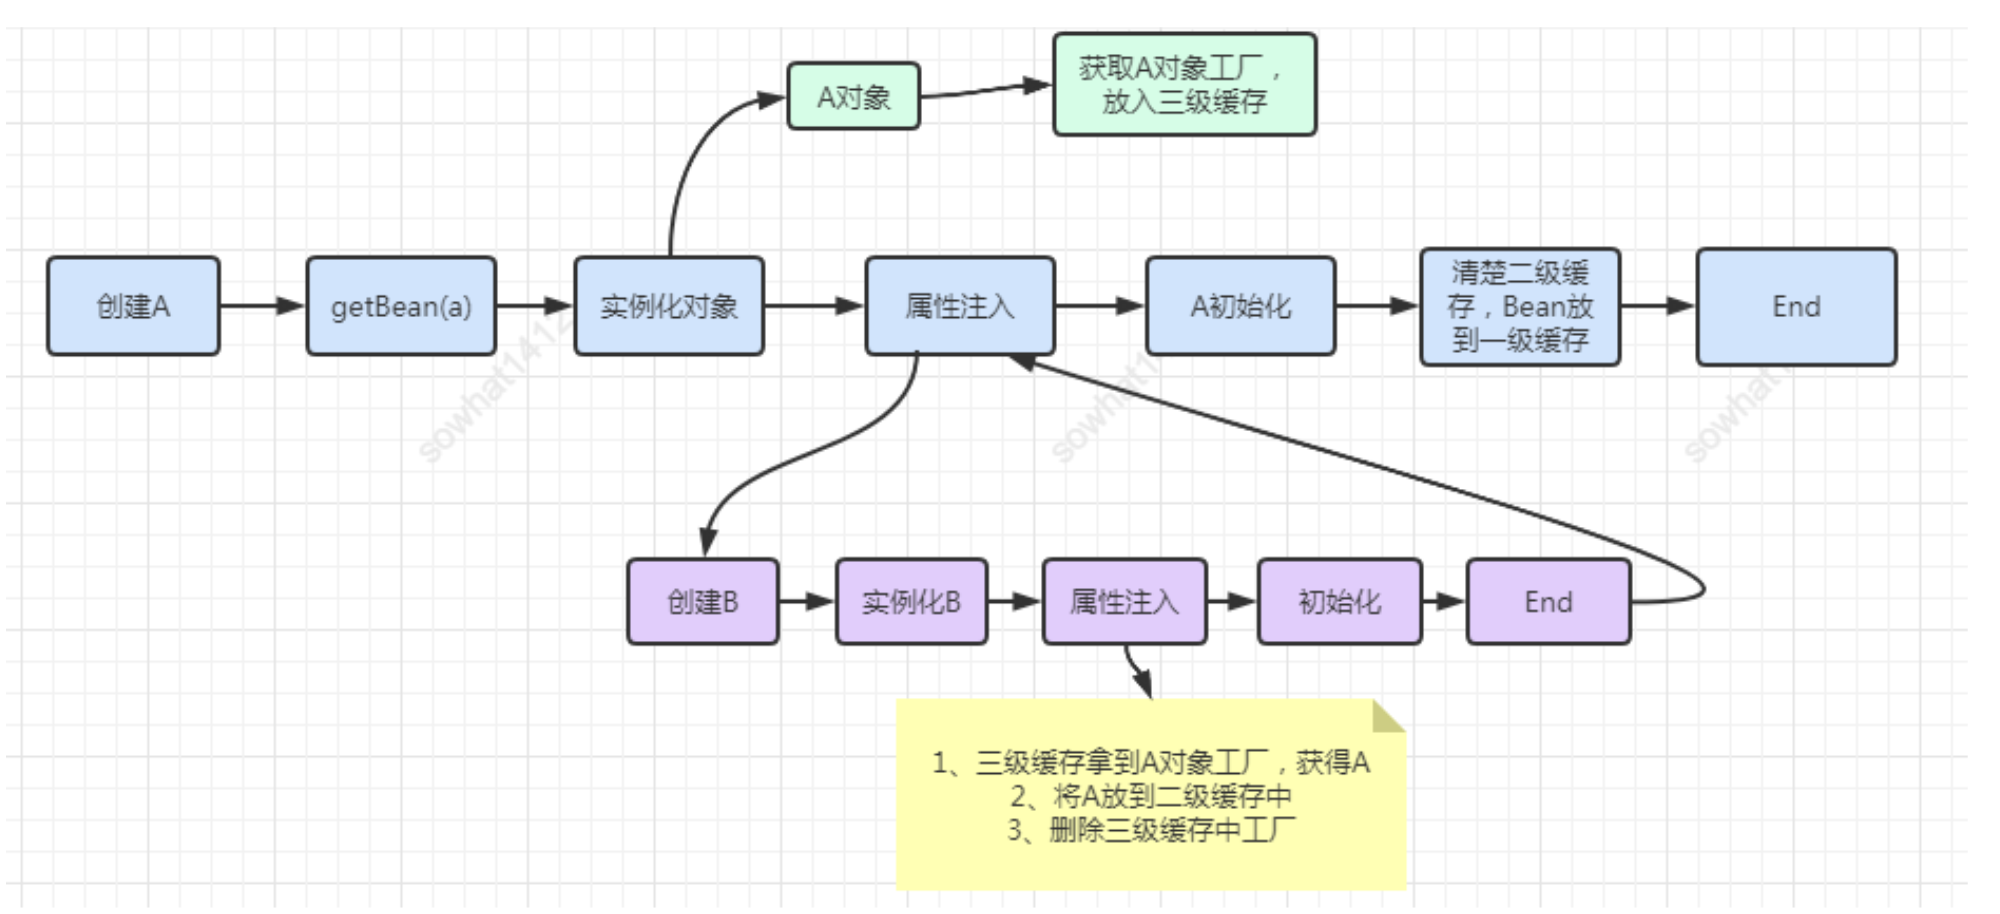 A对象
获取A对象工厂，
放入三级缓存
创建A
getBean(a)
实例化对象
属性注入
A初始化
清楚二级缓
存，Bean放
到一级缓存
End
sowhat1412
sowhat1
sowhat1
创建B
实例化B
属性注入
初始化
End
1、三级缓存拿到A对象工厂，获得A
2、将A放到二级缓存中
3、删除三级缓存中工厂